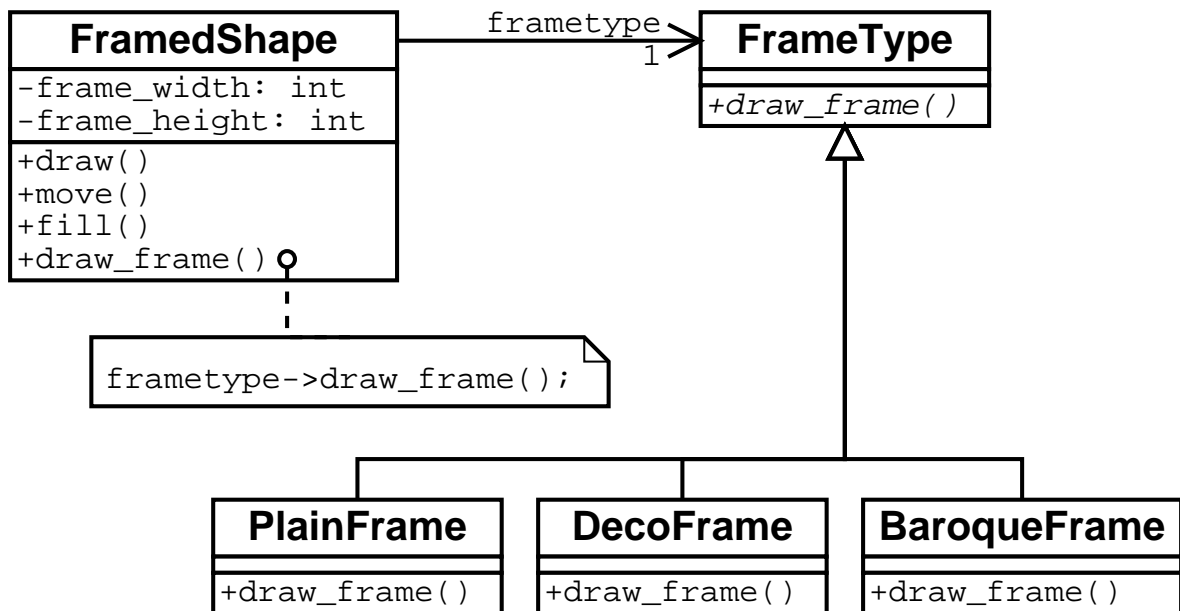 FramedShape
-frame_width: int
-frame_height: int
+draw()
+move()
+fill()
+draw_frame()
frametype
1
FrameType
+draw_frame()
frametype->draw_frame();
PlainFrame
+draw_frame()
DecoFrame
+draw_frame()
BaroqueFrame
+draw_frame()